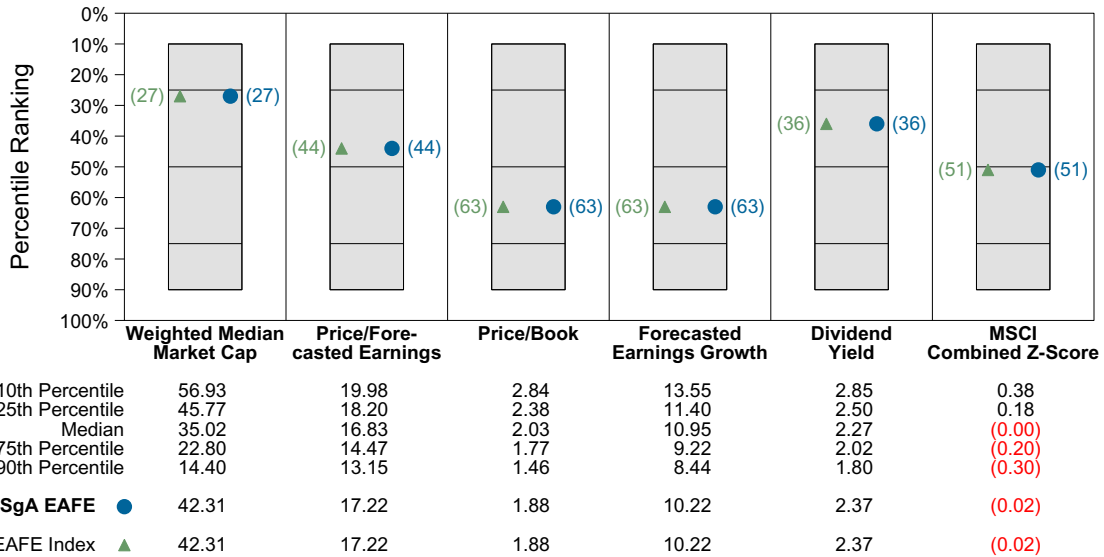 0%
10%
20%
30%
40%
50%
60%
70%
80%
90%
100%
Percentile Ranking
(27) (27)
(44) (44)
(63) (63)
(63) (63)
(36) (36)
(51) (51)
Weighted Median Market Cap
Price/Fore-casted Earnings
Price/Book
Forecasted Earnings Growth
Dividend Yield
MSCI Combined Z-Score
10th Percentile 56.93 19.98 2.84 13.55 2.85 0.38
25th Percentile 45.77 18.20 2.38 11.40 2.50 0.18
Median 35.02 16.83 2.03 10.95 2.27 (0.00)
75th Percentile 22.80 14.47 1.77 9.22 2.02 (0.20)
90th Percentile 14.40 13.15 1.46 8.44 1.80 (0.30)
SgA EAFE 42.31 17.22 1.88 10.22 2.37 (0.02)
EAFE Index 42.31 17.22 1.88 10.22 2.37 (0.02)